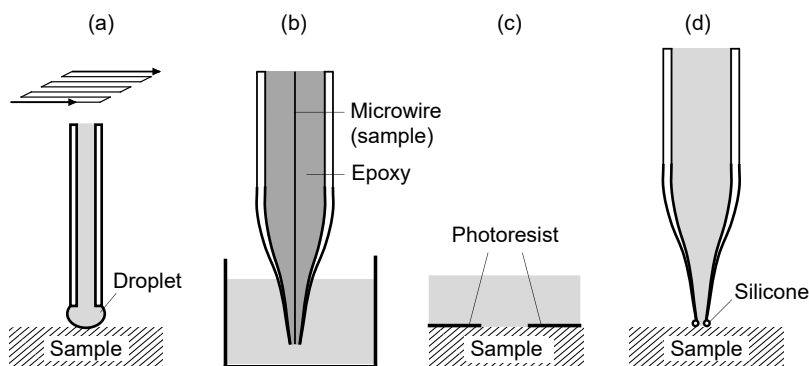 (a)
(b)
(c)
(d)
Microwire
(sample)
Epoxy
Photoresist
Droplet
Silicone
Sample
Sample
Sample